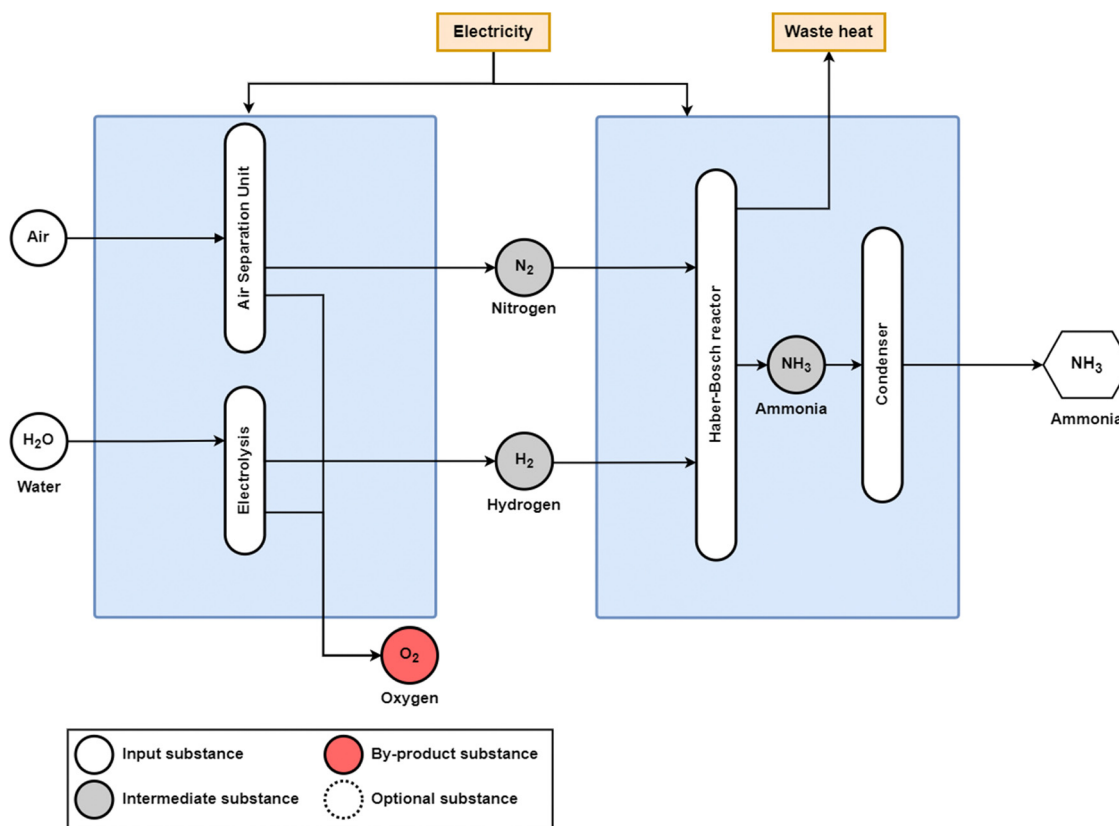 Electricity
Waste heat
Air
Air Separation Unit
N2
Nitrogen
H2O
Water
Electrolysis
H2
Hydrogen
Haber-Bosch reactor
NH3
Ammonia
Condenser
NH3
Ammonia
O2
Oxygen
Input substance
By-product substance
Intermediate substance
Optional substance